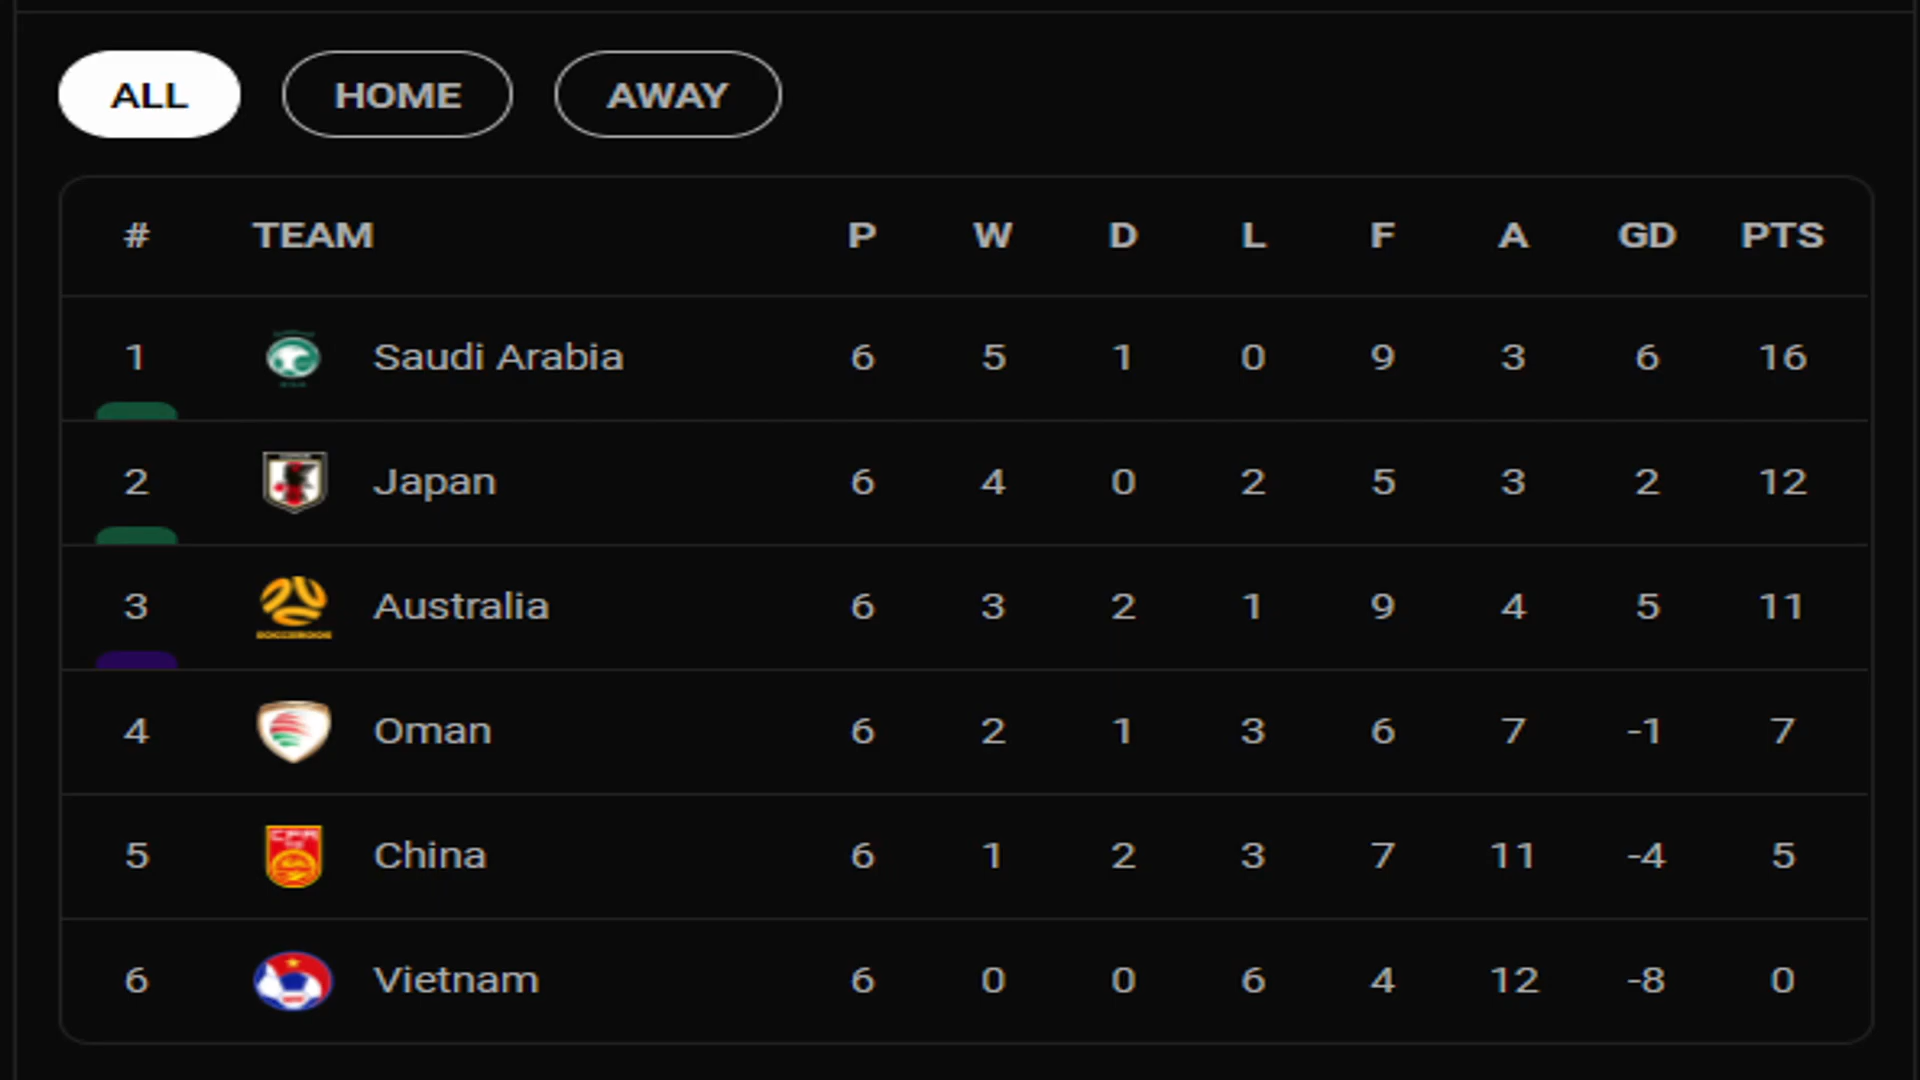 ALL HOME AWAY
# TEAM P W D L F A GD PTS
1 Saudi Arabia 6 5 1 0 9 3 6 16
2 Japan 6 4 0 2 5 3 2 12
3 Australia 6 3 2 1 9 4 5 11
4 Oman 6 2 1 3 6 7 -1 7
5 China 6 1 2 3 7 11 -4 5
6 Vietnam 6 0 0 6 4 12 -8 0